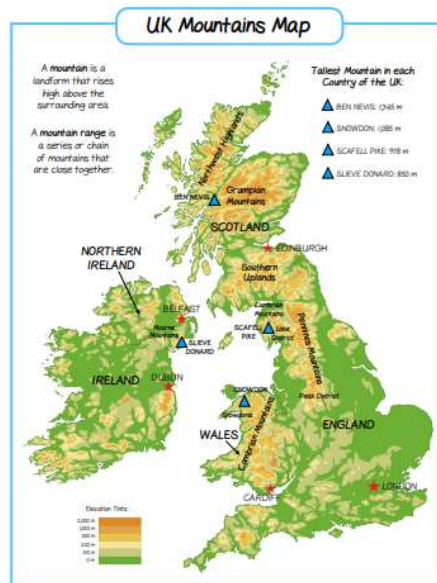 UK Mountains Map
A mountain is a
landform that rises
high above the
surrounding area.
A mountain range is
a series or chain
of mountains that
are close together.
Tallest Mountain in each
Country of the UK:
BEN NEVIS: 1,345 m
SNOWDON: 1,085 m
SCAFELL PIKE: 978 m
SLIEVE DONARD: 850 m
Northwest Highlands
BEN NEVIS
Grampian
Mountains
SCOTLAND
EDINBURGH
NORTHERN
IRELAND
Southern
Uplands
BELFAST
Cumbrian
Mountains
Mourne
Mountains
SCAFELL
PIKE
Lake
District
SLIEVE
DONARD
Pennines Mountains
IRELAND
DUBLIN
SNOWDON
Snowdonia
Peak District
ENGLAND
WALES
Cambrian Mountains
CARDIFF
LONDON
Elevation Tints:
0 m